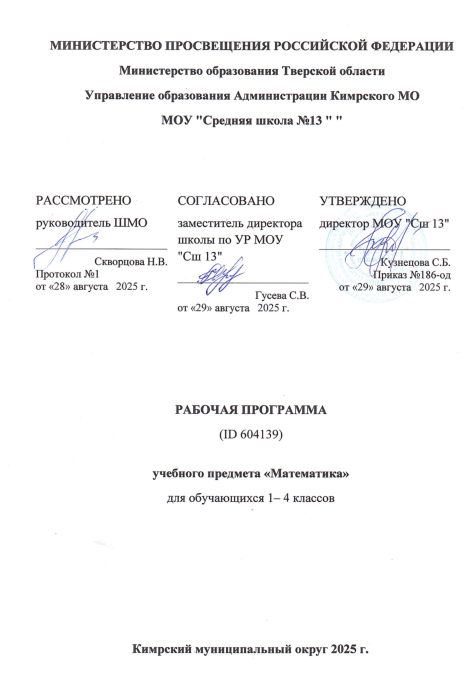 МИНИСТЕРСТВО ПРОСВЕЩЕНИЯ РОССИЙСКОЙ ФЕДЕРАЦИИ
Министерство образования Тверской области
Управление образования Администрации Кимрского МО
МОУ "Средняя школа №13 " "
РАССМОТРЕНО
руководитель ШМО
Скворцова Н.В.
Протокол №1
от «28» августа 2025 г.
СОГЛАСОВАНО
заместитель директора
школы по УР МОУ
"Сш 13"
Гусева С.В.
от «29» августа 2025 г.
УТВЕРЖДЕНО
директор МОУ "Сш 13"
Кузнецова С.Б.
Приказ №186-од
от «29» августа 2025 г.
РАБОЧАЯ ПРОГРАММА
(ID 604139)
учебного предмета «Математика»
для обучающихся 1– 4 классов
Кимрский муниципальный округ 2025 г.